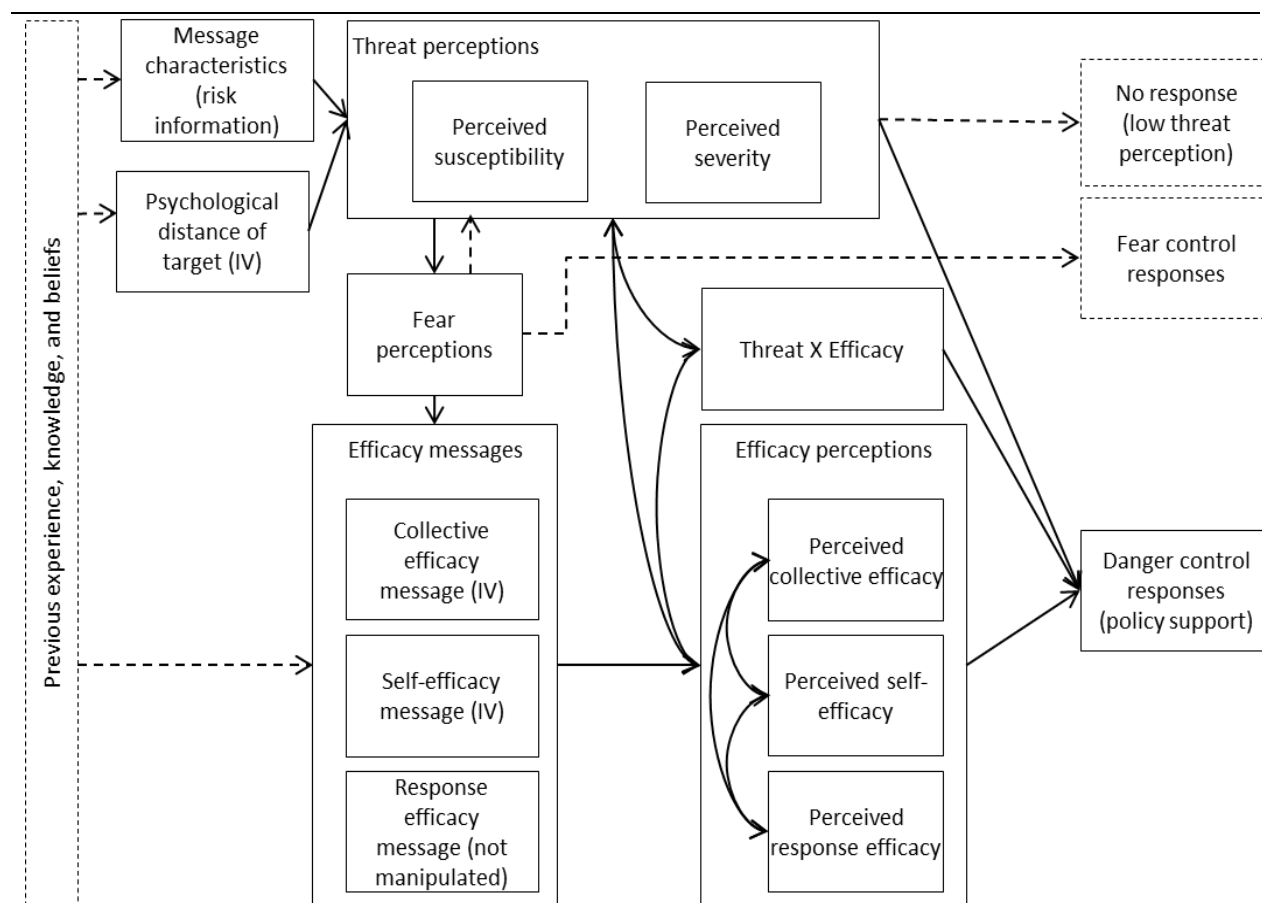 Previous experience, knowledge, and beliefs
Message
characteristics
(risk
information)
Psychological
distance of
target (IV)
Threat perceptions
Perceived
susceptibility
Perceived
severity
No response
(low threat
perception)
Fear control
responses
Fear
perceptions
Threat X Efficacy
Efficacy messages
Collective
efficacy
message (IV)
Self-efficacy
message (IV)
Response
efficacy
message (not
manipulated)
Efficacy perceptions
Perceived
collective efficacy
Perceived self-
efficacy
Perceived
response efficacy
Danger control
responses
(policy support)